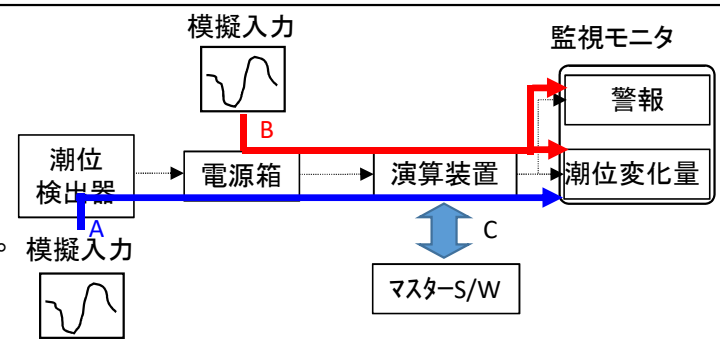 模擬入力
監視モニタ
警報
B
潮位
検出器
電源箱
演算装置
潮位変化量
A
。
模擬入力
C
ﾏｽﾀｰS/W